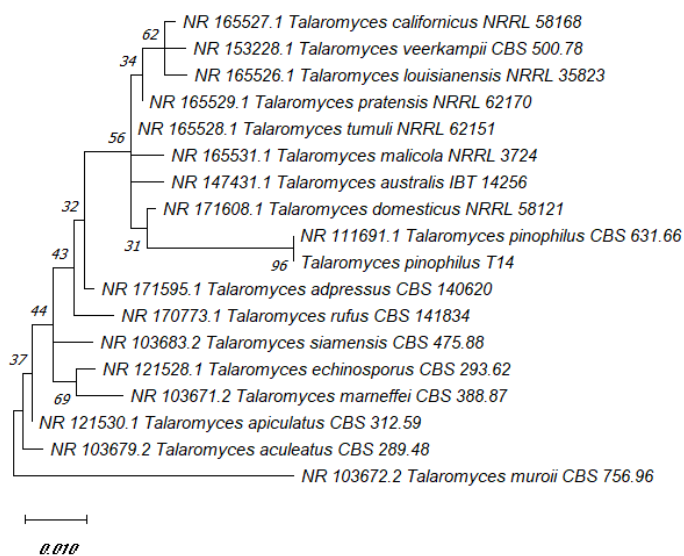 62
NR 165527.1 Talaromyces californicus NRRL 58168
NR 153228.1 Talaromyces veerkampii CBS 500.78
34
NR 165526.1 Talaromyces louisianensis NRRL 35823
NR 165529.1 Talaromyces pratensis NRRL 62170
56
NR 165528.1 Talaromyces tumuli NRRL 62151
NR 165531.1 Talaromyces malicola NRRL 3724
NR 147431.1 Talaromyces australis IBT 14256
32
NR 171608.1 Talaromyces domesticus NRRL 58121
31
NR 111691.1 Talaromyces pinophilus CBS 631.66
96
Talaromyces pinophilus T14
43
NR 171595.1 Talaromyces adpressus CBS 140620
44
NR 170773.1 Talaromyces rufus CBS 141834
NR 103683.2 Talaromyces siamensis CBS 475.88
37
NR 121528.1 Talaromyces echinosporus CBS 293.62
69
NR 103671.2 Talaromyces marneffei CBS 388.87
NR 121530.1 Talaromyces apiculatus CBS 312.59
NR 103679.2 Talaromyces aculeatus CBS 289.48
NR 103672.2 Talaromyces muroii CBS 756.96
0.010